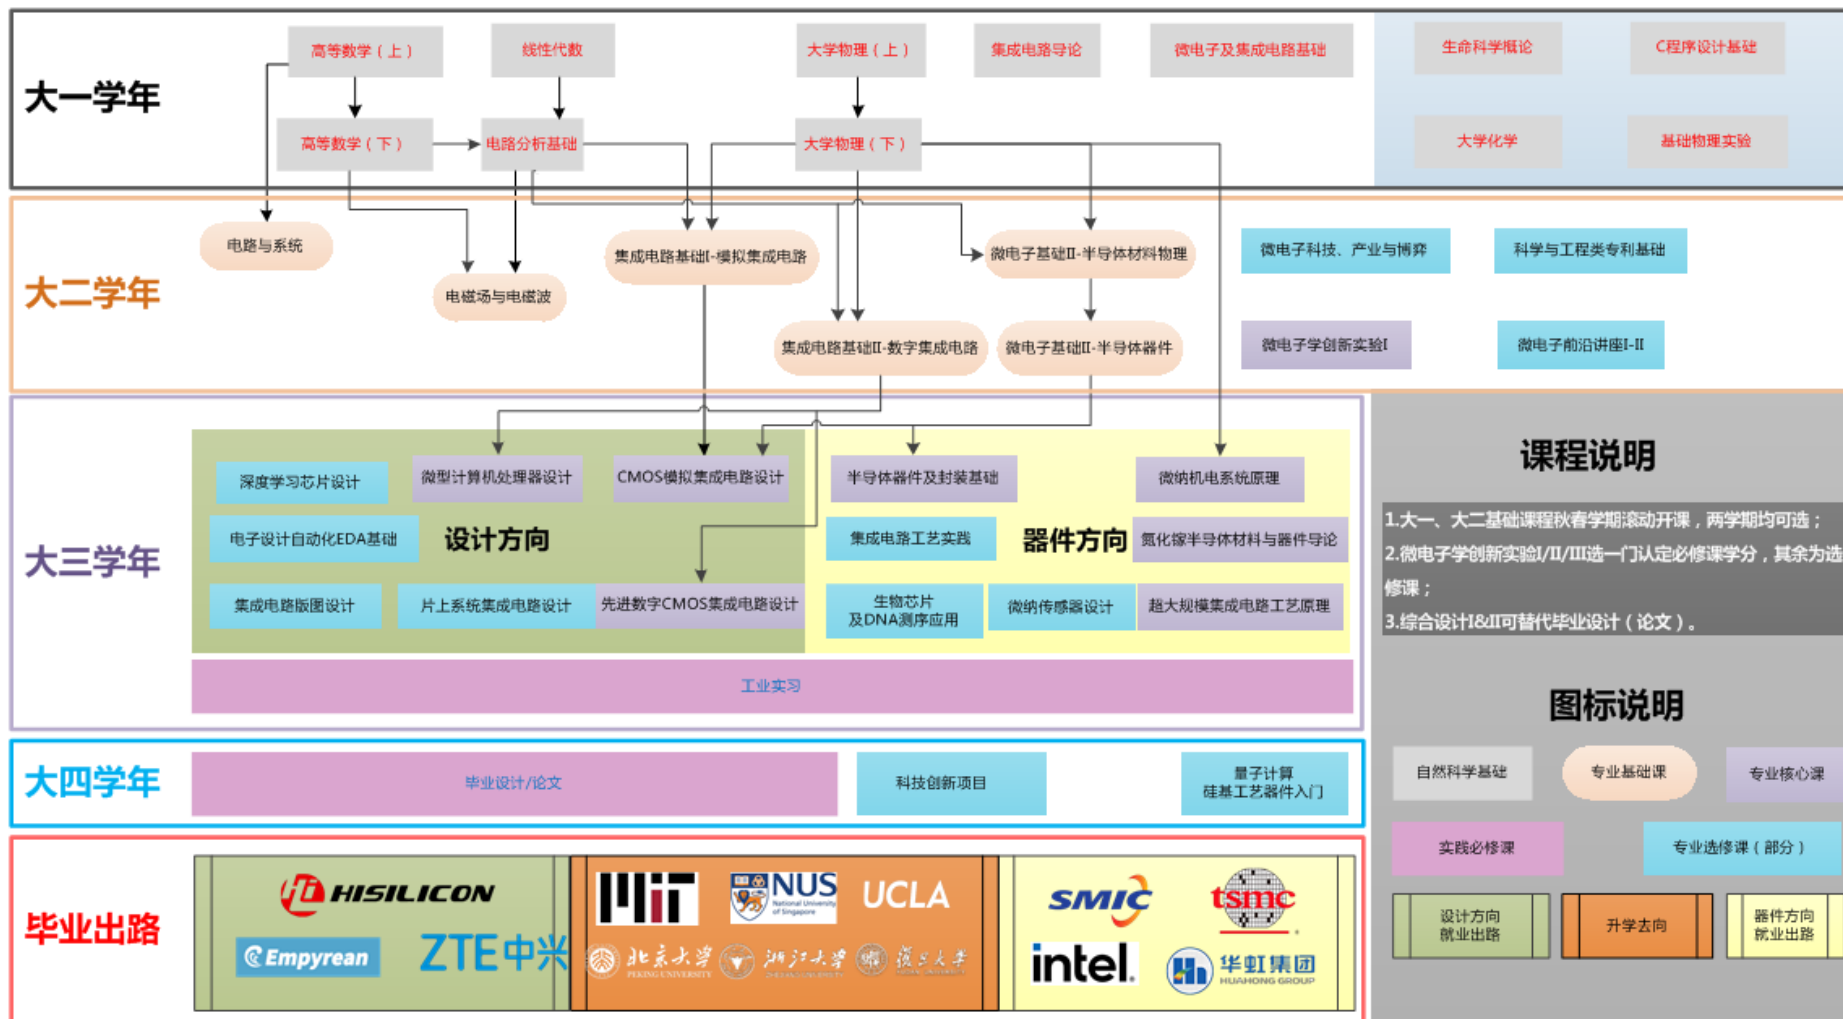 大一学年
高等数学（上）
线性代数
大学物理（上）
集成电路导论
微电子及集成电路基础
生命科学概论
C程序设计基础
高等数学（下）
电路分析基础
大学物理（下）
大学化学
基础物理实验
大二学年
电路与系统
集成电路基础I-模拟集成电路
微电子基础II-半导体材料物理
微电子科技、产业与博弈
科学与工程类专利基础
电磁场与电磁波
集成电路基础II-数字集成电路
微电子基础II-半导体器件
微电子学创新实验I
微电子前沿讲座I-II
大三学年
深度学习芯片设计
微型计算机处理器设计
CMOS模拟集成电路设计
半导体器件及封装基础
微纳机电系统原理
电子设计自动化EDA基础
设计方向
集成电路工艺实践
器件方向
氮化镓半导体材料与器件导论
集成电路版图设计
片上系统集成电路设计
先进数字CMOS集成电路设计
生物芯片
及DNA测序应用
微纳传感器设计
超大规模集成电路工艺原理
工业实习
课程说明
1.大一、大二基础课程秋春学期滚动开课，两学期均可选；
2.微电子学创新实验I/II/III选一门认定必修课学分，其余为选
修课；
3.综合设计I&II可替代毕业设计（论文）。
大四学年
毕业设计/论文
科技创新项目
量子计算
硅基工艺器件入门
图标说明
自然科学基础
专业基础课
专业核心课
实践必修课
专业选修课（部分）
设计方向
就业出路
升学去向
器件方向
就业出路
毕业出路
HISILICON
Empyrean
ZTE中兴
MIT
NUS
National University
of Singapore
UCLA
北京大学
PEKING UNIVERSITY
浙江大学
复旦大学
SMIC
tsmc
intel.
华虹集团
HUAHONG GROUP